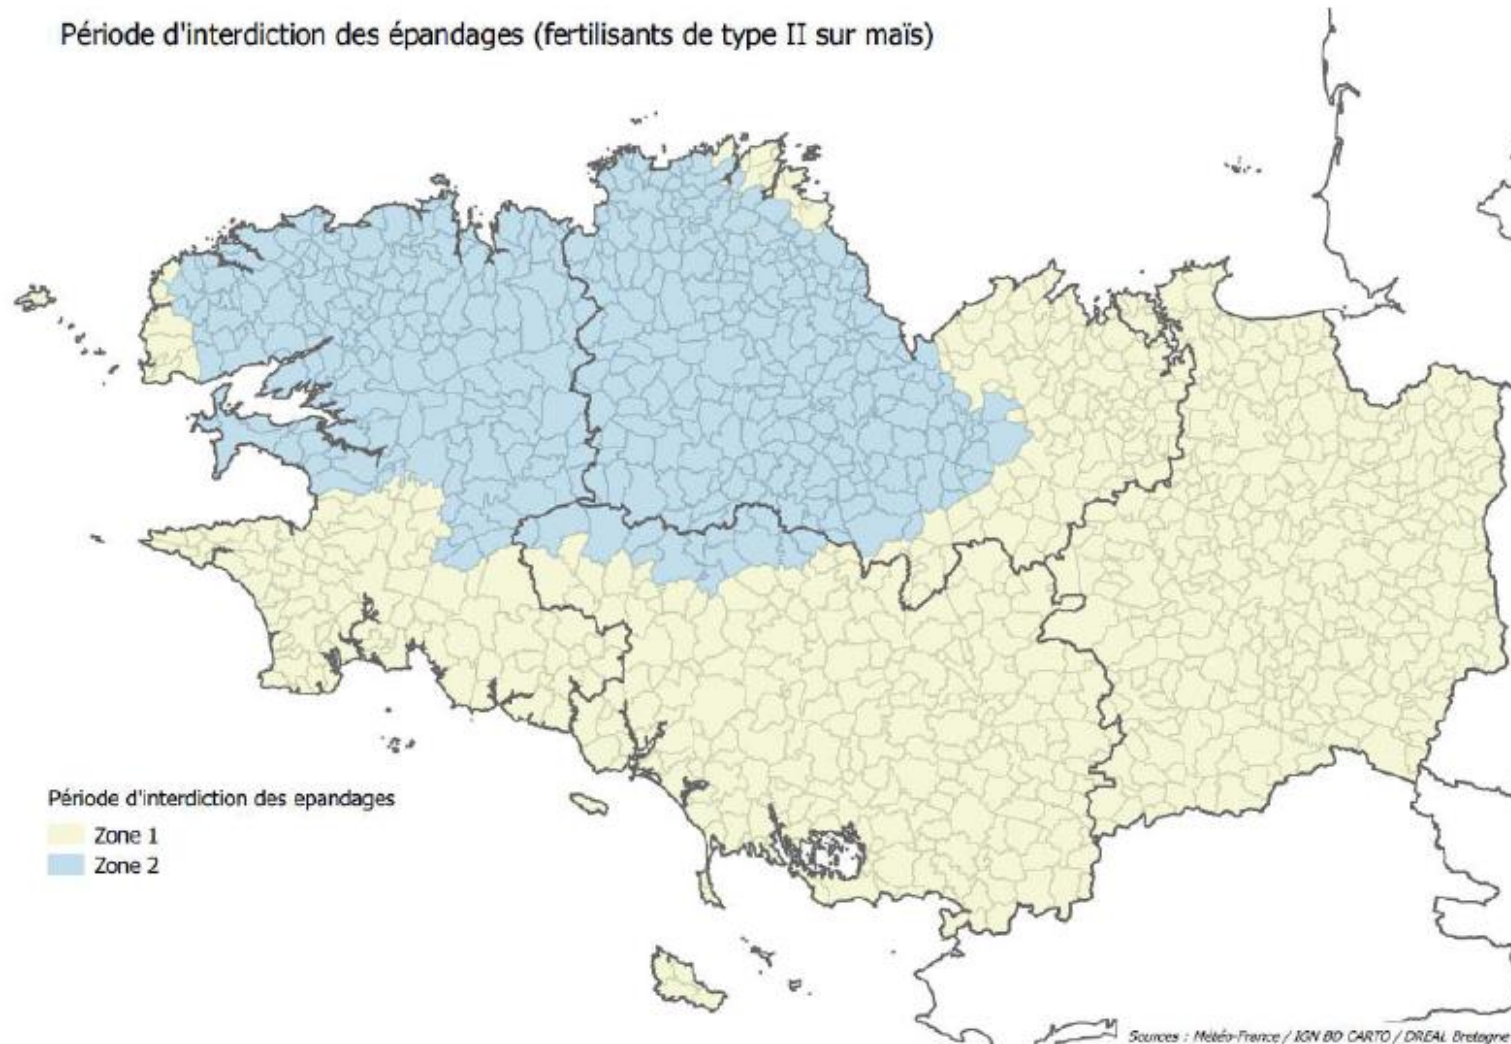 Période d'interdiction des épandages (fertilisants de type II sur maïs)
Période d'interdiction des epandages
Zone 1
Zone 2
Sources : Météo-France / IGN BD CARTO / DREAL Bretagne